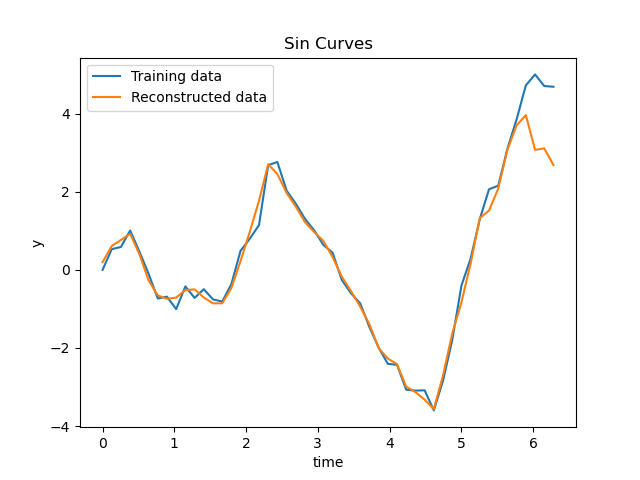 Sin Curves
Training data
Reconstructed data
4
2
0
−2
−4
y
0 1 2 3 4 5 6
time